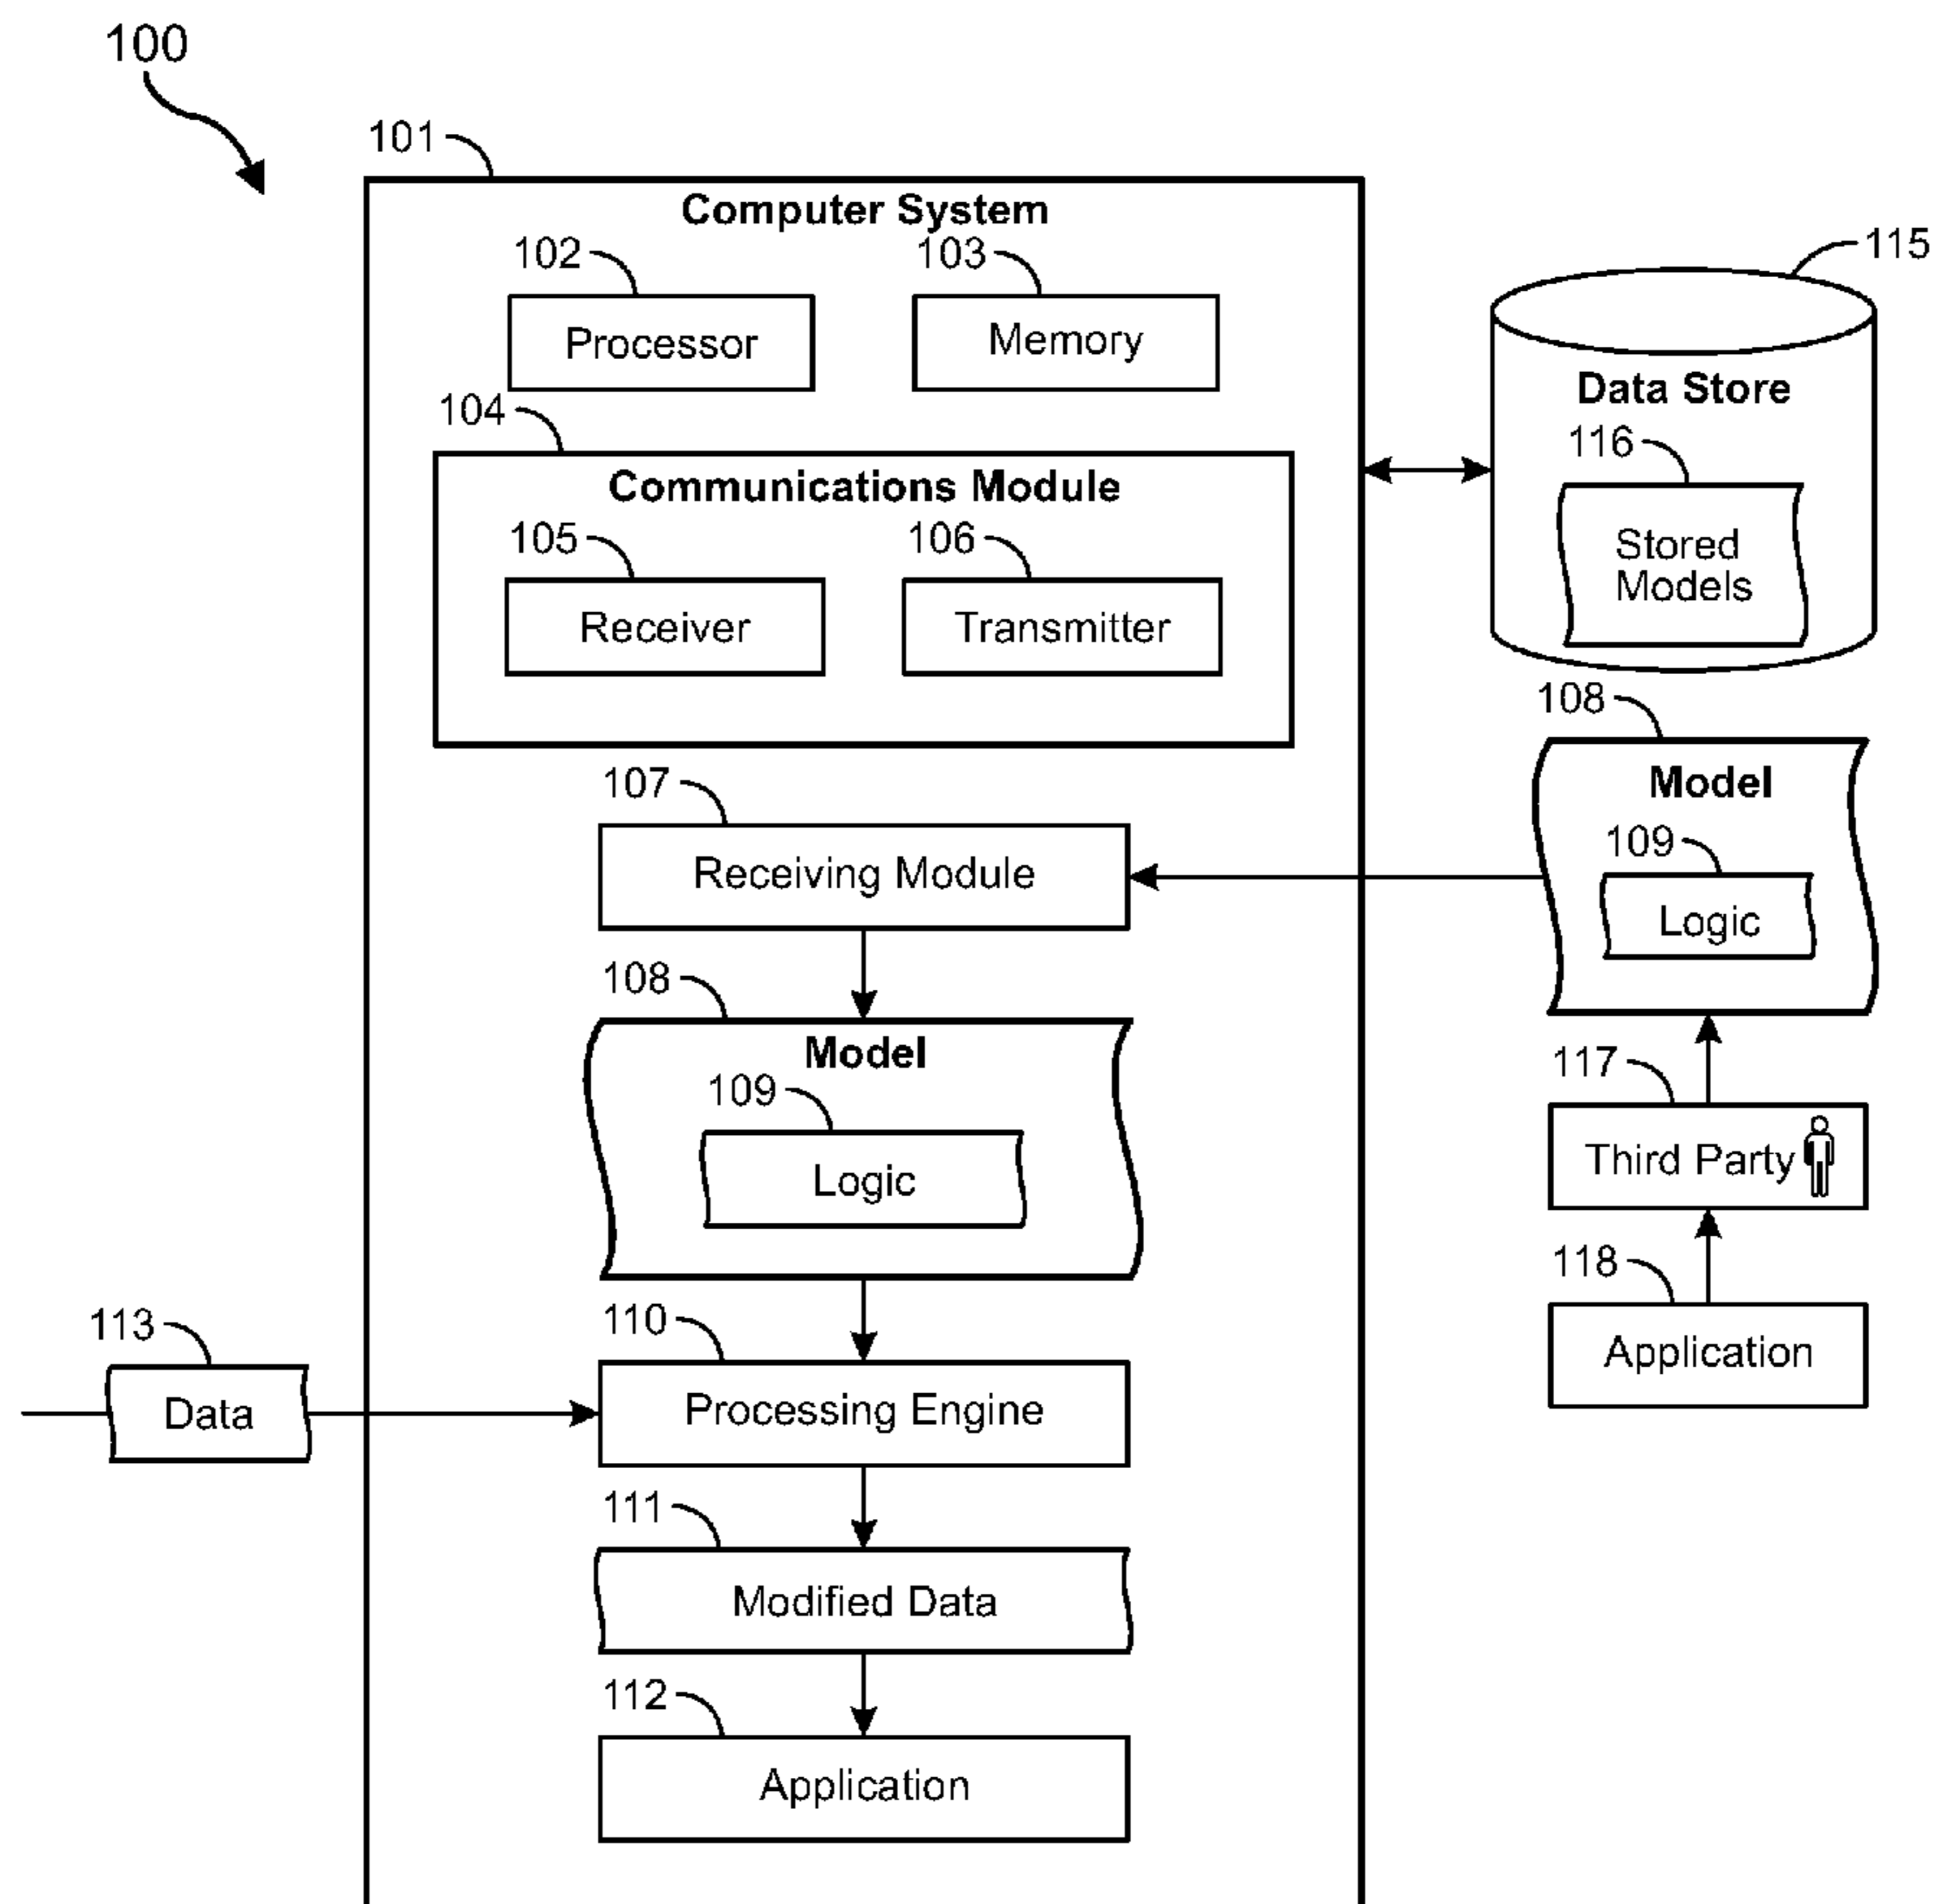 100
101
Computer System
102
103
Processor
Memory
104
Communications Module
105
106
Receiver
Transmitter
107
Receiving Module
108
Model
109
Logic
110
Processing Engine
113
Data
111
Modified Data
112
Application
115
Data Store
116
Stored
Models
108
Model
109
Logic
117
Third Party
118
Application